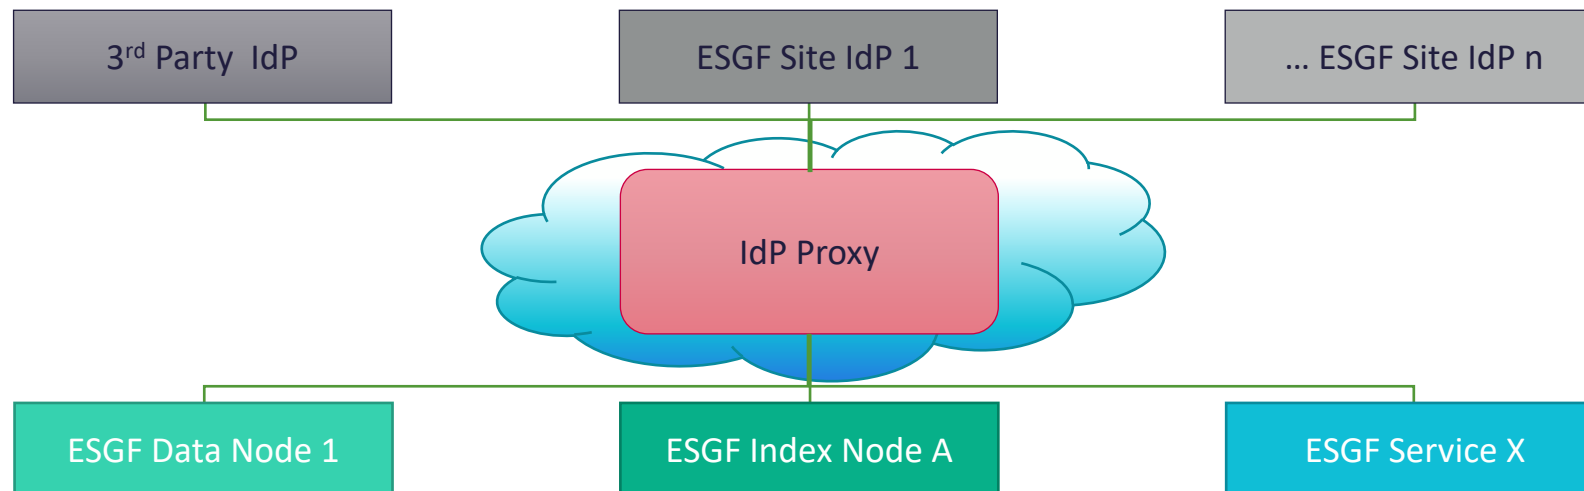 3rd Party IdP
ESGF Site IdP 1
... ESGF Site IdP n
IdP Proxy
ESGF Data Node 1
ESGF Index Node A
ESGF Service X